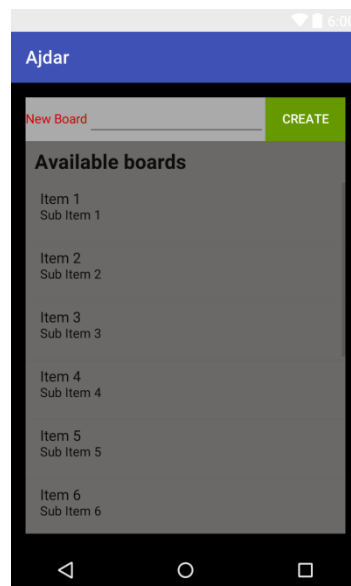 6:00
Ajdar
New Board CREATE
Available boards
Item 1
Sub Item 1
Item 2
Sub Item 2
Item 3
Sub Item 3
Item 4
Sub Item 4
Item 5
Sub Item 5
Item 6
Sub Item 6